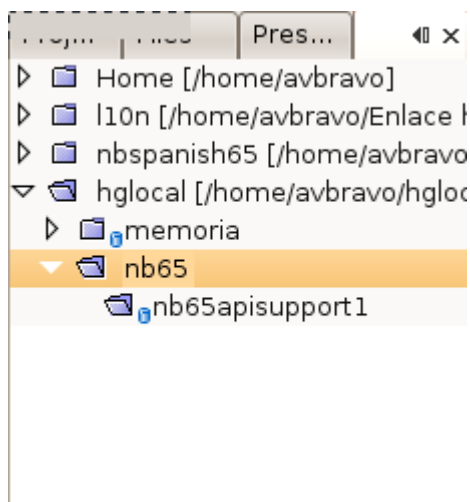 Pres...
Home [/home/avbravo]
l10n [/home/avbravo/Enlace
nbspanish65 [/home/avbravo
hglocal [/home/avbravo/hgloc
memoria
nb65
nb65apisupport1